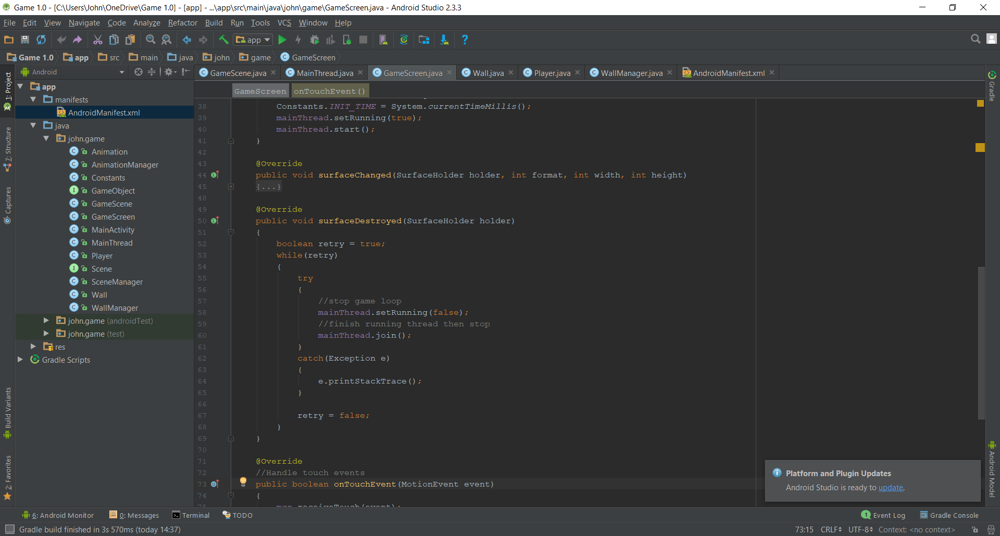 Game 1.0 - [C:\Users\John\OneDrive\Game 1.0] - [app] - ...\app\src\main\java\john\game\GameScreen.java - Android Studio 2.3.3
File Edit View Navigate Code Analyze Refactor Build Run Tools VCS Window Help
app
Game 1.0 app src main java john game GameScreen
Android
GameScene.java MainThread.java GameScreen.java Wall.java Player.java WallManager.java AndroidManifest.xml
1: Project
7: Structure
Captures
Build Variants
2: Favorites
app
manifests
AndroidManifest.xml
java
john.game
Animation
AnimationManager
Constants
GameObject
GameScene
GameScreen
MainActivity
MainThread
Player
Scene
SceneManager
Wall
WallManager
john.game (androidTest)
john.game (test)
res
Gradle Scripts
GameScreen onTouchEvent()
38 Constants.INIT_TIME = System.currentTimeMillis();
39 mainThread.setRunning(true);
40 mainThread.start();
41 }
42
43 @Override
44 public void surfaceChanged(SurfaceHolder holder, int format, int width, int height)
45 {...}
48
49 @Override
50 public void surfaceDestroyed(SurfaceHolder holder)
51 {
52 boolean retry = true;
53 while(retry)
54 {
55 try
56 {
57 //stop game loop
58 mainThread.setRunning(false);
59 //finish running thread then stop
60 mainThread.join();
61 }
62 catch(Exception e)
63 {
64 e.printStackTrace();
65 }
66
67 retry = false;
68 }
69 }
70
71 @Override
72 //Handle touch events
73 public boolean onTouchEvent(MotionEvent event)
74 {
75 mgr.receiveTouch(event);
Gradle
Android Model
Platform and Plugin Updates
Android Studio is ready to update.
6: Android Monitor 0: Messages Terminal TODO 1 Event Log Gradle Console
Gradle build finished in 3s 570ms (today 14:37) 73:15 CRLF UTF-8 Context: <no context>